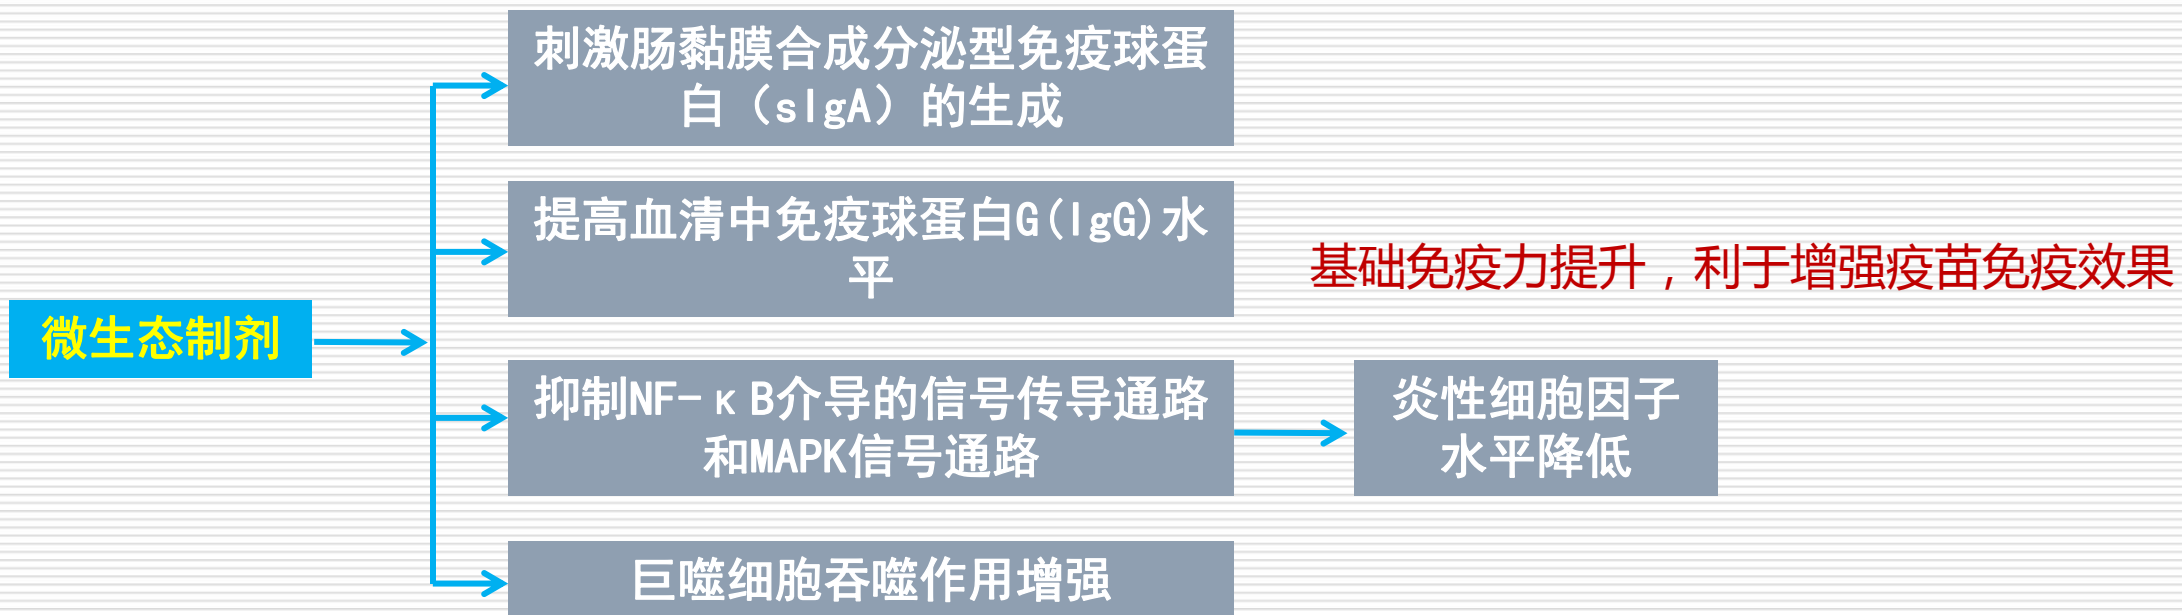 刺激肠黏膜合成分泌型免疫球蛋
白（sIgA）的生成
提高血清中免疫球蛋白G(IgG)水
平
基础免疫力提升，利于增强疫苗免疫效果
微生态制剂
抑制NF-κB介导的信号传导通路
和MAPK信号通路
炎性细胞因子
水平降低
巨噬细胞吞噬作用增强